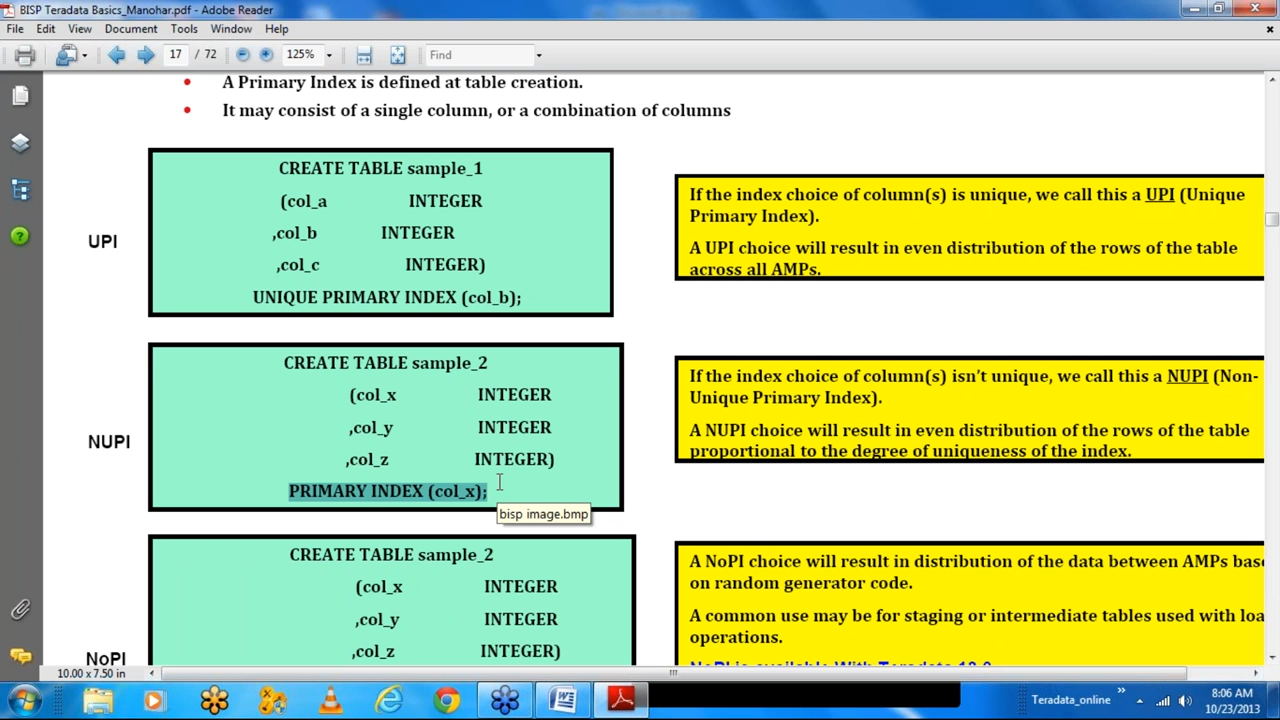 BISP Teradata Basics_Manohar.pdf - Adobe Reader
File Edit View Document Tools Window Help
17 / 72 125% Find
A Primary Index is defined at table creation.
It may consist of a single column, or a combination of columns
UPI
CREATE TABLE sample_1
(col_a INTEGER
,col_b INTEGER
,col_c INTEGER)
UNIQUE PRIMARY INDEX (col_b);
If the index choice of column(s) is unique, we call this a UPI (Unique
Primary Index).
A UPI choice will result in even distribution of the rows of the table
across all AMPs.
NUPI
CREATE TABLE sample_2
(col_x INTEGER
,col_y INTEGER
,col_z INTEGER)
PRIMARY INDEX (col_x);
bisp image.bmp
If the index choice of column(s) isn't unique, we call this a NUPI (Non-
Unique Primary Index).
A NUPI choice will result in even distribution of the rows of the table
proportional to the degree of uniqueness of the index.
NoPI
CREATE TABLE sample_2
(col_x INTEGER
,col_y INTEGER
,col_z INTEGER)
A NoPI choice will result in distribution of the data between AMPs bas
on random generator code.
A common use may be for staging or intermediate tables used with loa
operations.
NoPI is available With Teradata 13.0
10.00 x 7.50 in
Teradata_online
8:06 AM
10/23/2013